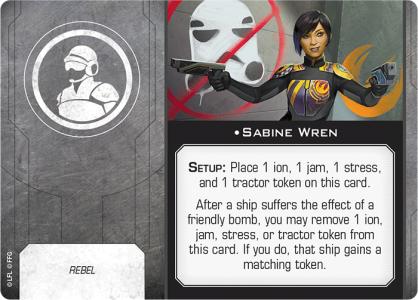 • Sabine Wren
Setup: Place 1 ion, 1 jam, 1 stress,
and 1 tractor token on this card.
After a ship suffers the effect of a
friendly bomb, you may remove 1 ion,
jam, stress, or tractor token from
this card. If you do, that ship gains a
matching token.
REBEL
© LFL © FFG